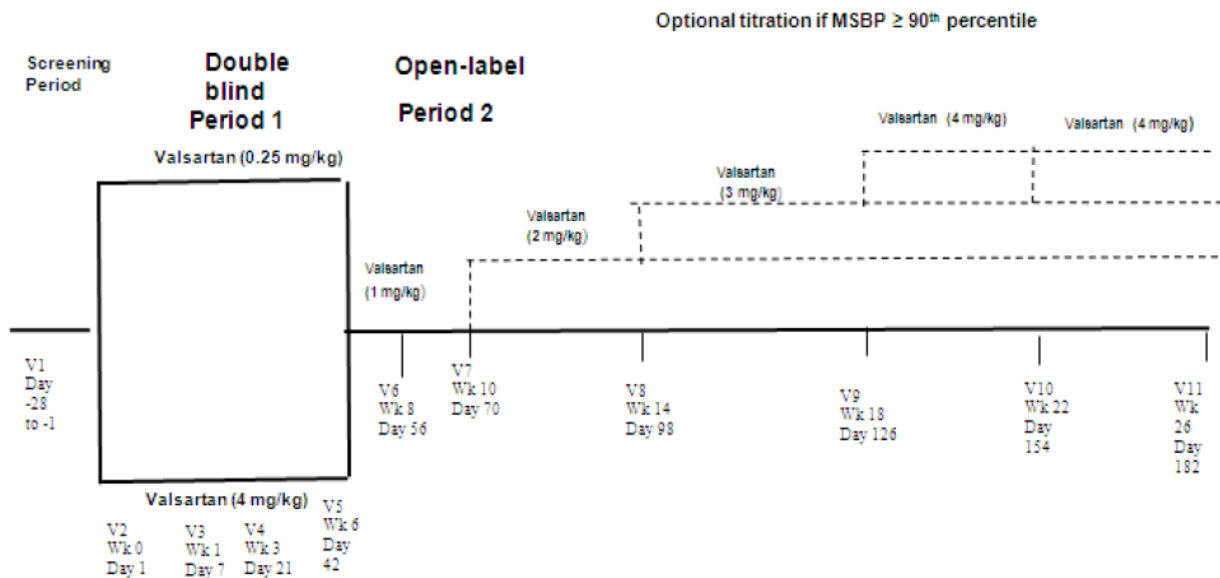 Optional titration if MSBP ≥ 90th percentile
Screening
Period
Double
blind
Period 1
Open-label
Period 2
Valsartan (0.25 mg/kg)
Valsartan
(1 mg/kg)
Valsartan
(2 mg/kg)
Valsartan
(3 mg/kg)
Valsartan (4 mg/kg)
Valsartan (4 mg/kg)
V1
Day
-28
to -1
Valsartan (4 mg/kg)
V2
Wk 0
Day 1
V3
Wk 1
Day 7
V4
Wk 3
Day 21
V5
Wk 6
Day
42
V6
Wk 8
Day 56
V7
Wk 10
Day 70
V8
Wk 14
Day 98
V9
Wk 18
Day 126
V10
Wk 22
Day
154
V11
Wk
26
Day
182